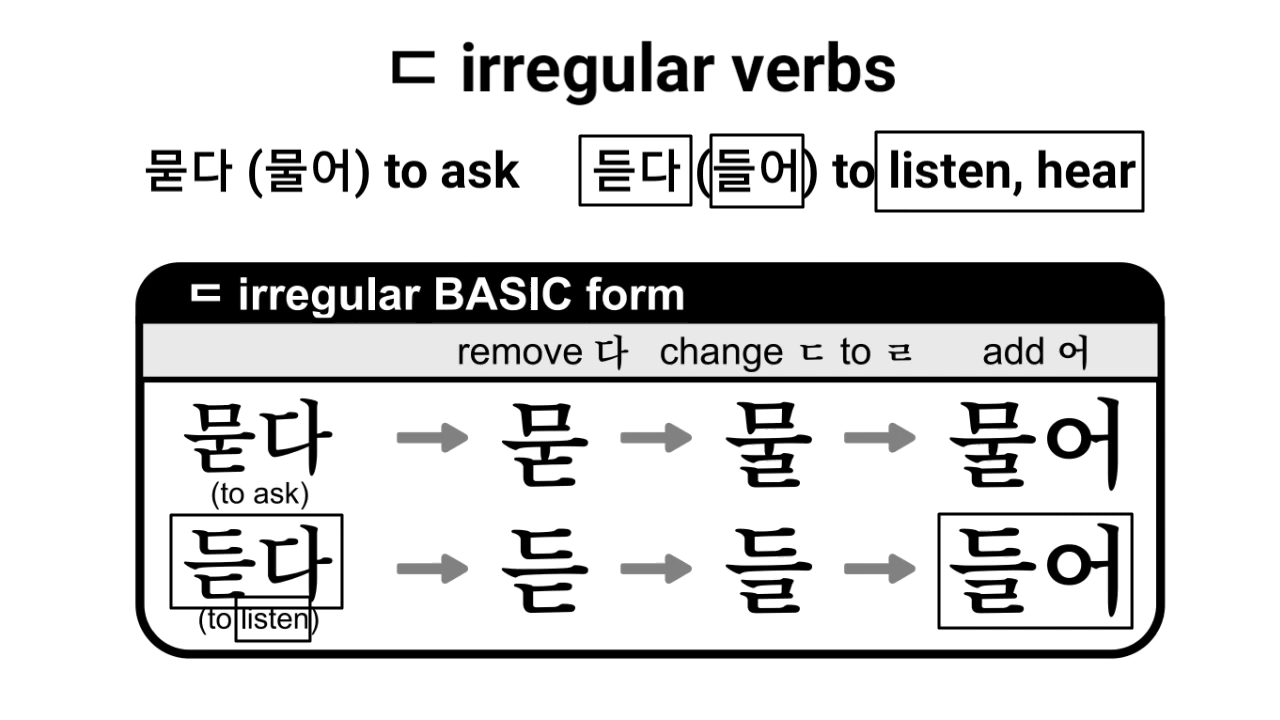 ㄷ irregular verbs
묻다 (물어) to ask 듣다 (들어) to listen, hear
ㄷ irregular BASIC form
remove 다 change ㄷ to ㄹ add 어
묻다 → 묻 → 물 → 물어
(to ask)
듣다 → 듣 → 들 → 들어
(to listen)